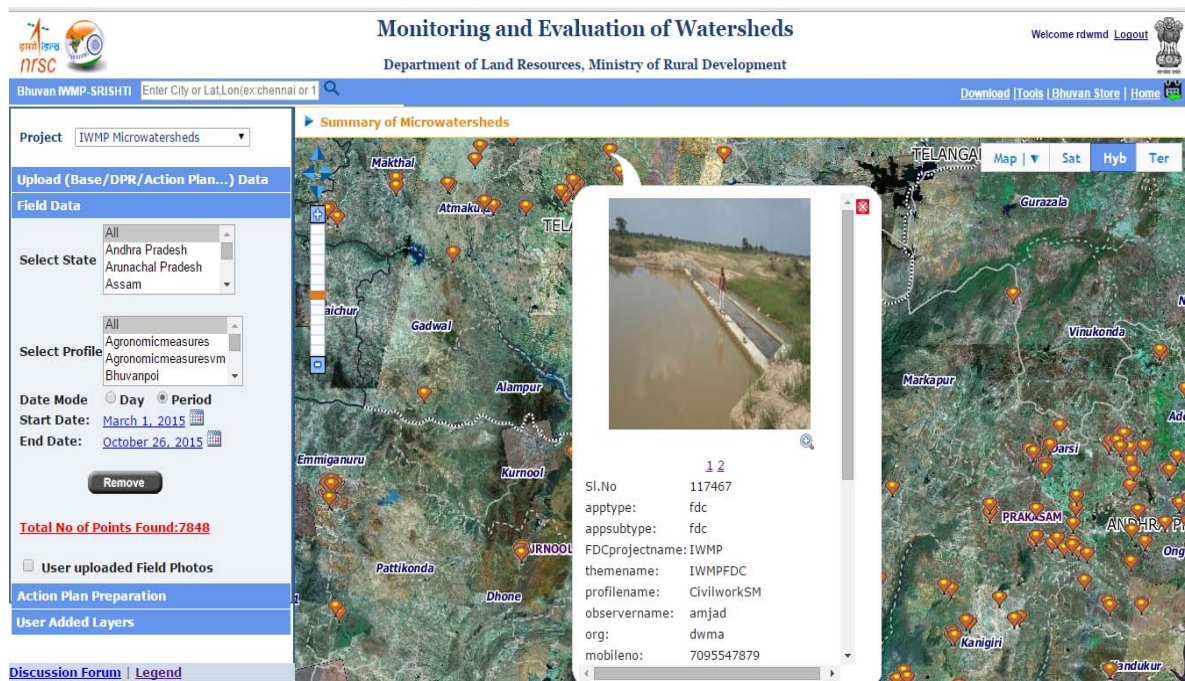 Monitoring and Evaluation of Watersheds
Department of Land Resources, Ministry of Rural Development
Welcome rdwmd Logout
इसरो isro
nrsc
Bhuvan IWMP-SRISHTI Enter City or Lat,Lon(ex:chennai or 1
Download |Tools | Bhuvan Store | Home
Project IWMP Microwatersheds
Summary of Microwatersheds
Upload (Base/DPR/Action Plan...) Data
Field Data
Select State
All
Andhra Pradesh
Arunachal Pradesh
Assam
Select Profile
All
Agronomicmeasures
Agronomicmeasuresvm
Bhuvanpoi
Date Mode Day Period
Start Date: March 1, 2015
End Date: October 26, 2015
Remove
Total No of Points Found:7848
User uploaded Field Photos
Action Plan Preparation
User Added Layers
Discussion Forum | Legend
Map | ▼ Sat Hyb Ter
TELANGA
Makthal
Atmaku
TEL
Gurazala
aichur
Gadwal
Vinukonda
Alampur
Markapur
Add
Emmiganuru
Kurnool
Darsi
PRAKASAM
ANDHRA P
URNOOL
Ong
Pattikonda
Dhone
Kanigiri
andukur
1 2
Sl.No 117467
apptype: fdc
appsubtype: fdc
FDCprojectname: IWMP
themename: IWMPFDC
profilename: CivilworkSM
observername: amjad
org: dwma
mobileno: 7095547879